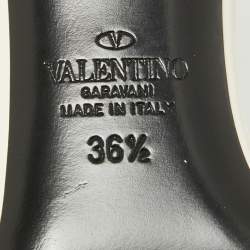 VALENTINO
GARAVANI
MADE IN ITALY
36½